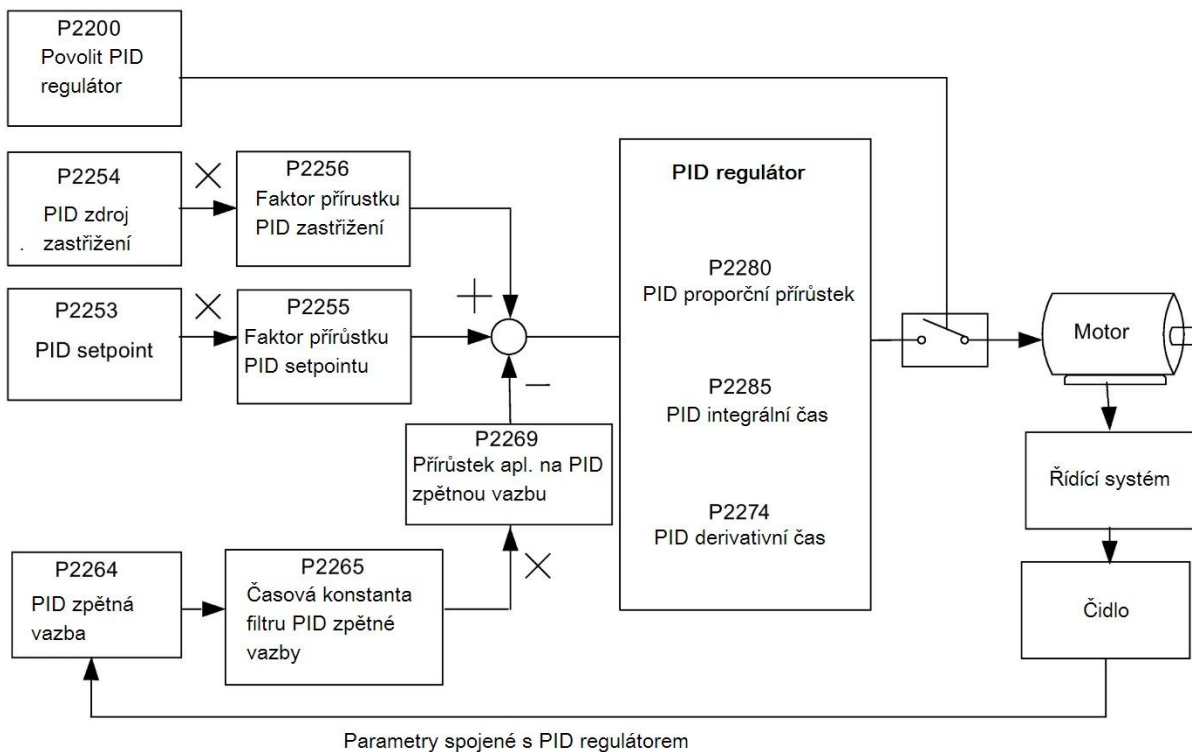 P2200
Povolit PID
regulátor
P2254
PID zdroj
. zastřižení
P2256
Faktor přírustku
PID zastřižení
P2253
PID setpoint
P2255
Faktor přírůstku
PID setpointu
P2269
Přírůstek apl. na PID
zpětnou vazbu
P2264
PID zpětná
vazba
P2265
Časová konstanta
filtru PID zpětné
vazby
PID regulátor
P2280
PID proporční přírůstek
P2285
PID integrální čas
P2274
PID derivativní čas
Motor
Řídící systém
Čidlo
Parametry spojené s PID regulátorem